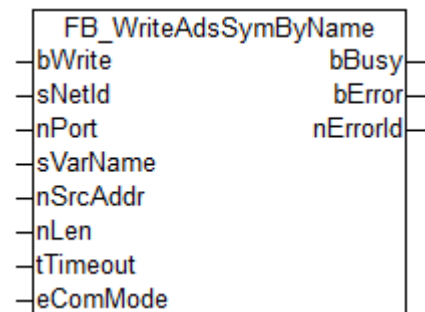 FB_WriteAdsSymByName
bWrite bBusy
sNetId bError
nPort nErrorId
sVarName
nSrcAddr
nLen
tTimeout
eComMode